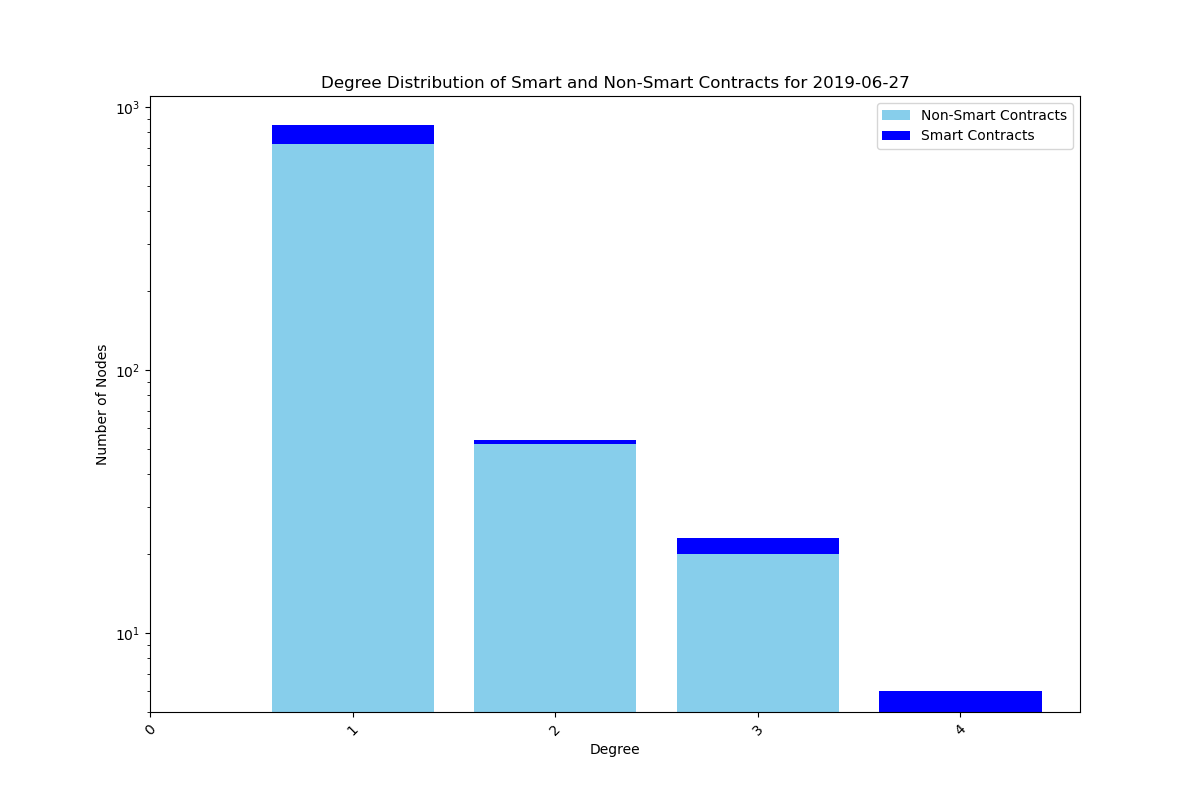 Degree Distribution of Smart and Non-Smart Contracts for 2019-06-27
Non-Smart Contracts
Smart Contracts
Number of Nodes
10³
10²
10¹
0
1
2
3
4
Degree